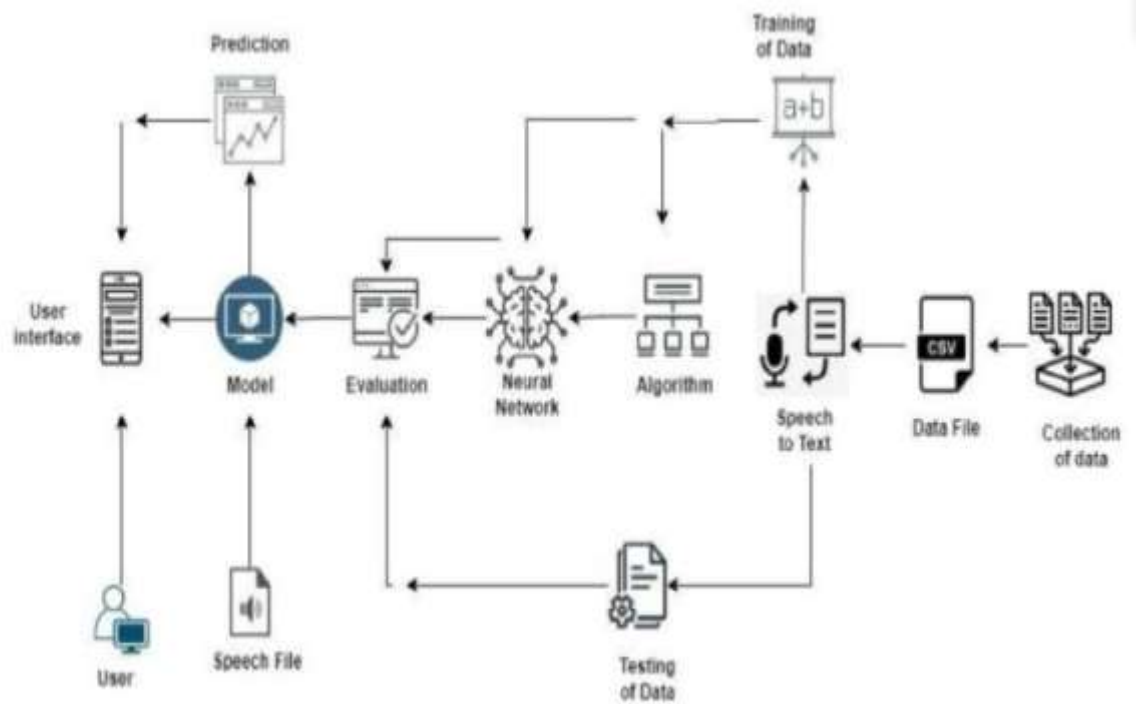 Prediction
Training
of Data
a+b
User
interface
Model
Evaluation
Neural
Network
Algorithm
CSV
Speech
to Text
Data File
Collection
of data
User
Speech File
Testing
of Data